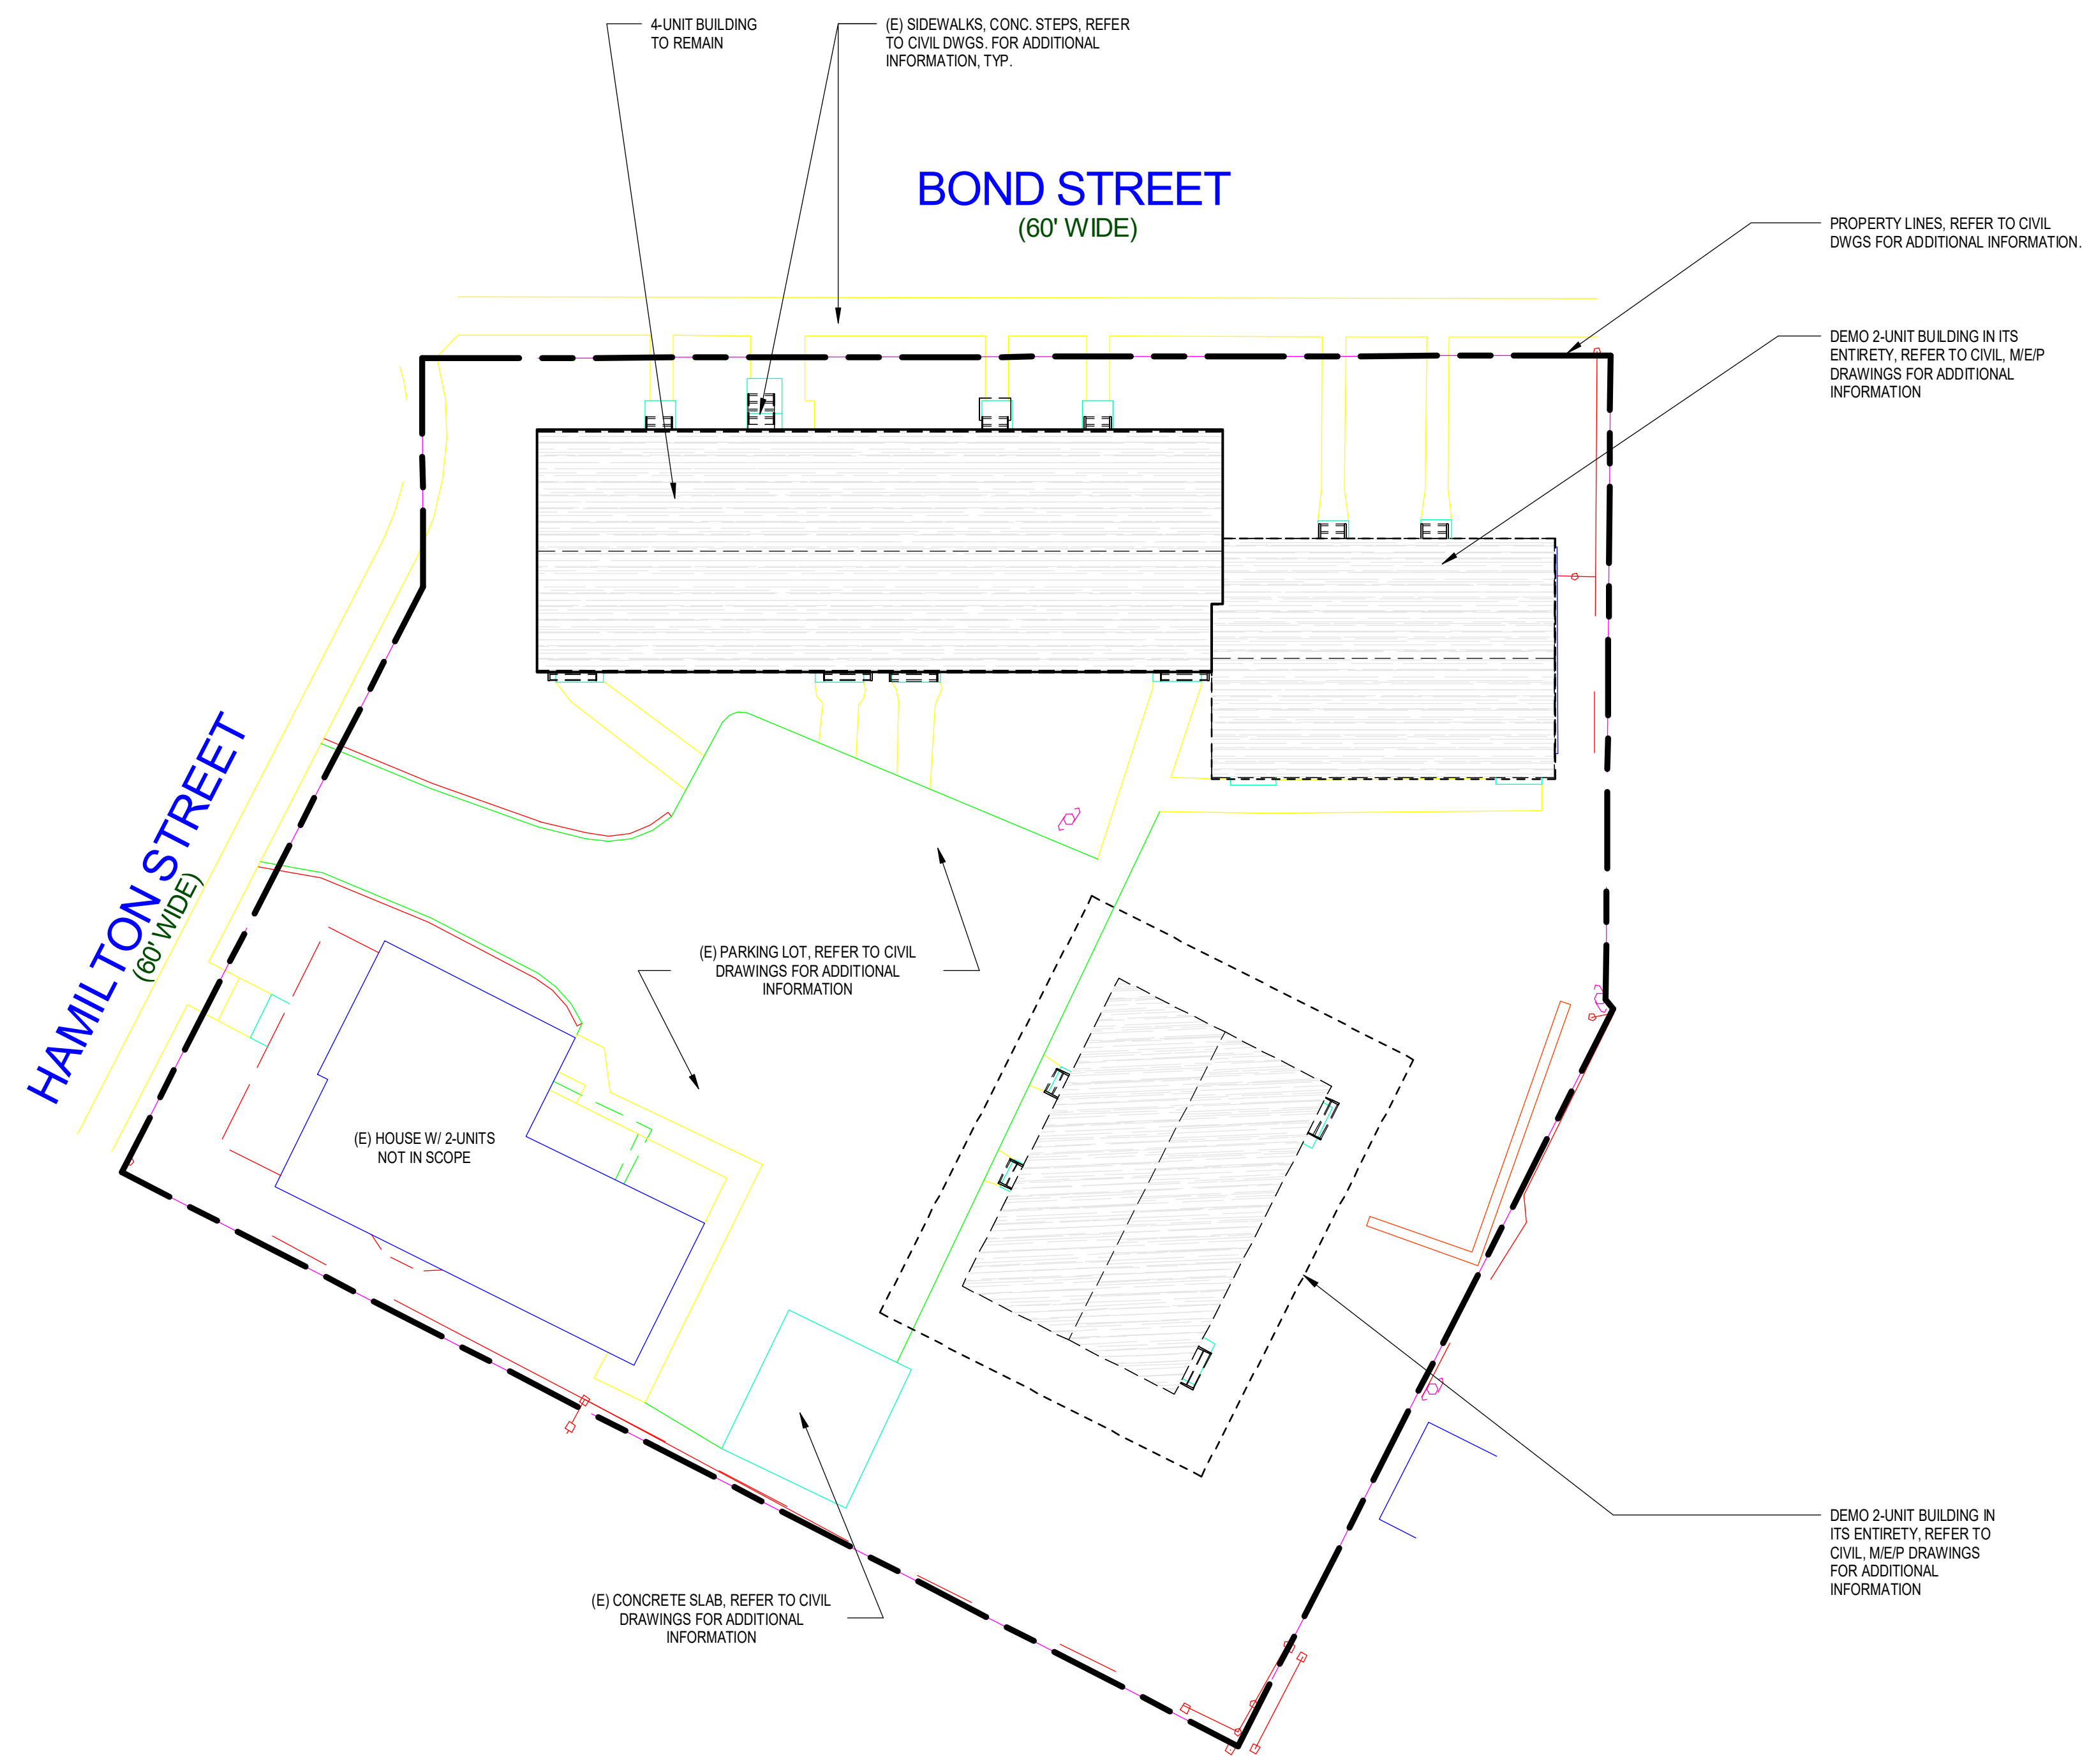 4-UNIT BUILDING
TO REMAIN
(E) SIDEWALKS, CONC. STEPS, REFER
TO CIVIL DWGS. FOR ADDITIONAL
INFORMATION, TYP.
BOND STREET
(60' WIDE)
PROPERTY LINES, REFER TO CIVIL
DWGS FOR ADDITIONAL INFORMATION.
DEMO 2-UNIT BUILDING IN ITS
ENTIRETY, REFER TO CIVIL, M/E/P
DRAWINGS FOR ADDITIONAL
INFORMATION
HAMILTON STREET
(60' WIDE)
(E) PARKING LOT, REFER TO CIVIL
DRAWINGS FOR ADDITIONAL
INFORMATION
(E) HOUSE W/ 2-UNITS
NOT IN SCOPE
DEMO 2-UNIT BUILDING IN
ITS ENTIRETY, REFER TO
CIVIL, M/E/P DRAWINGS
FOR ADDITIONAL
INFORMATION
(E) CONCRETE SLAB, REFER TO CIVIL
DRAWINGS FOR ADDITIONAL
INFORMATION